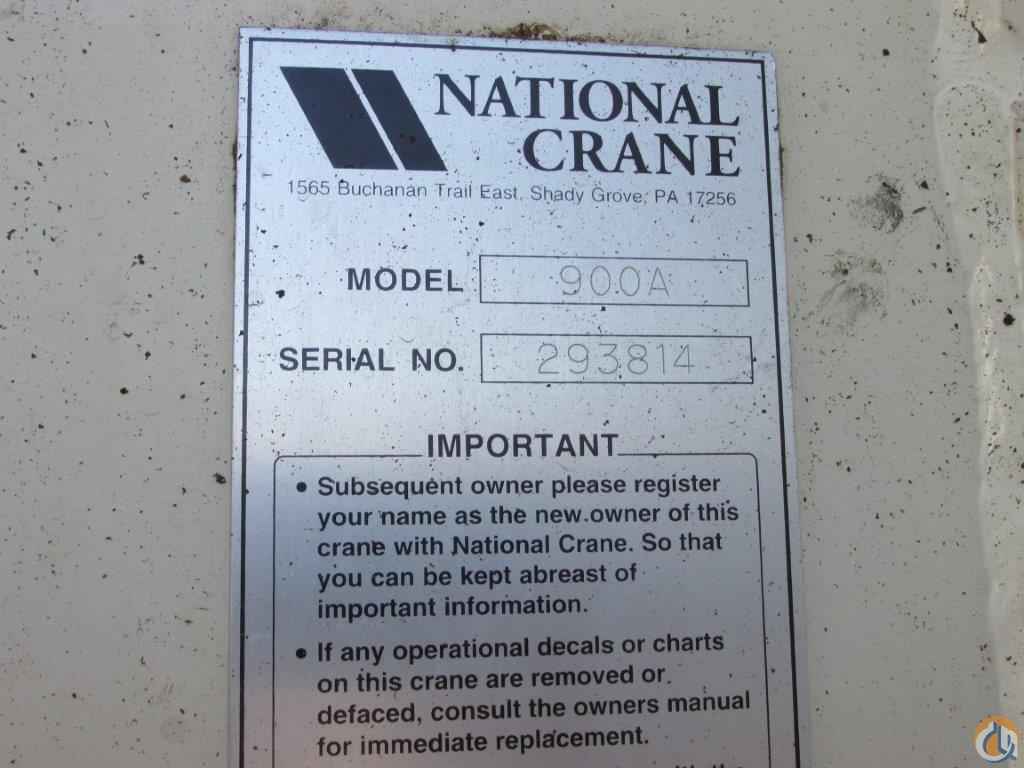 NATIONAL
CRANE
1565 Buchanan Trail East, Shady Grove, PA 17256
MODEL 900A
SERIAL NO. 293814
IMPORTANT
• Subsequent owner please register
your name as the new owner of this
crane with National Crane. So that
you can be kept abreast of
important information.
• If any operational decals or charts
on this crane are removed or
defaced, consult the owners manual
for immediate replacement.